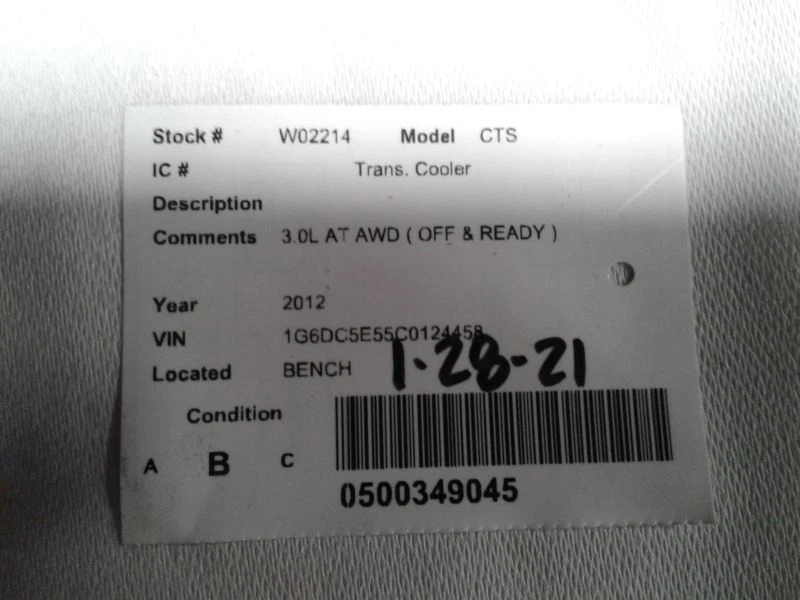 Stock # W02214 Model CTS
IC # Trans. Cooler
Description
Comments 3.0L AT AWD ( OFF & READY )
Year 2012
VIN 1G6DC5E55C0124458
Located BENCH 1-28-21
Condition
A B C
0500349045